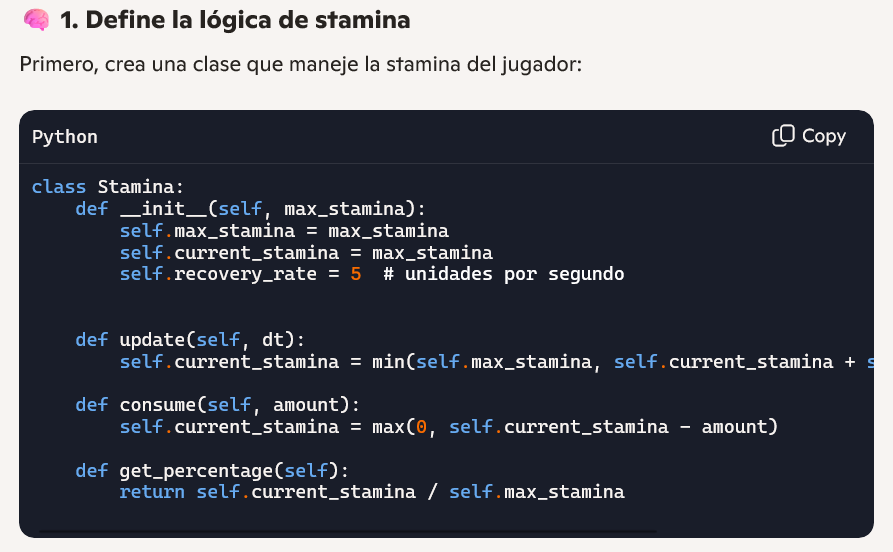 🧠 1. Define la lógica de stamina
Primero, crea una clase que maneje la stamina del jugador:
Python
Copy
class Stamina:
    def __init__(self, max_stamina):
        self.max_stamina = max_stamina
        self.current_stamina = max_stamina
        self.recovery_rate = 5  # unidades por segundo
    def update(self, dt):
        self.current_stamina = min(self.max_stamina, self.current_stamina +
    def consume(self, amount):
        self.current_stamina = max(0, self.current_stamina - amount)
    def get_percentage(self):
        return self.current_stamina / self.max_stamina